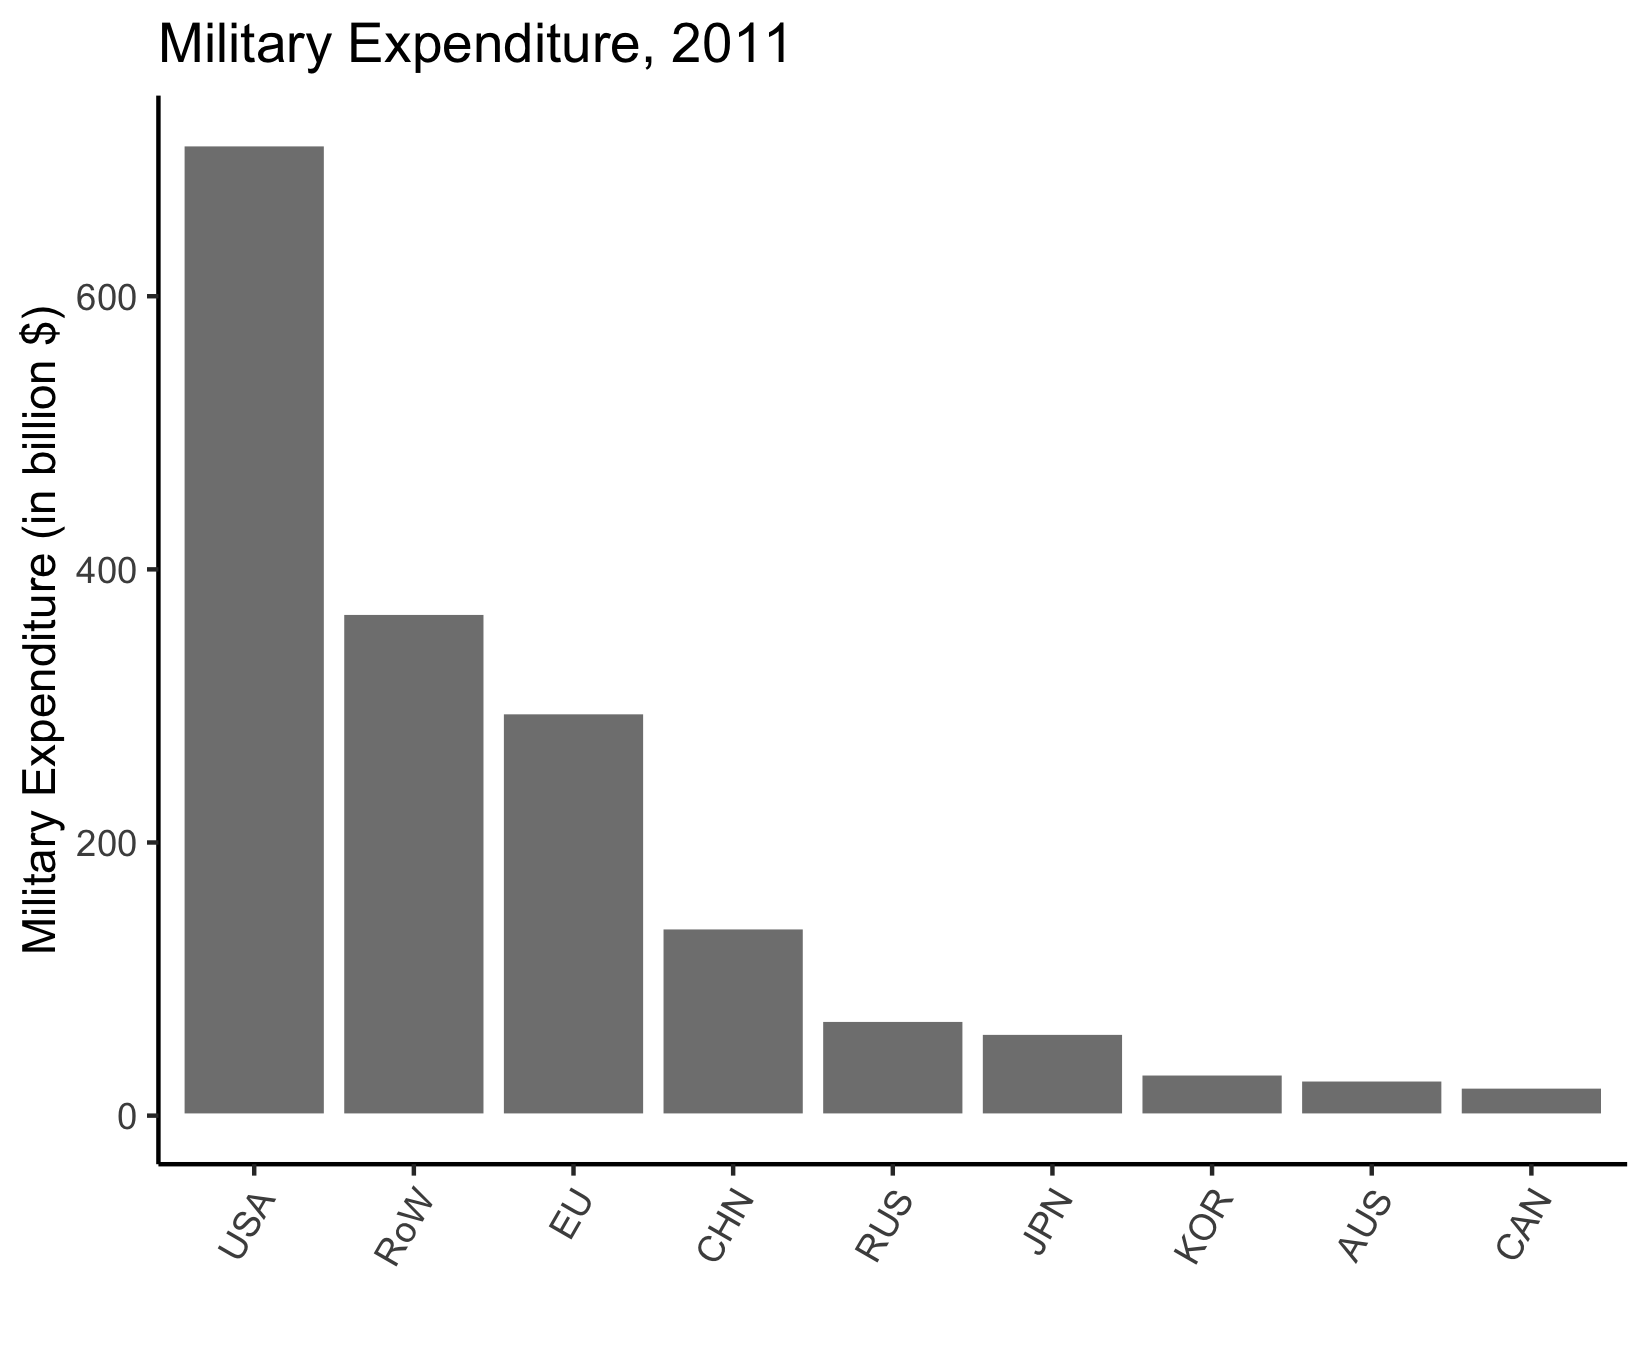 Military Expenditure, 2011
Military Expenditure (in billion $)
600
400
200
0
USA
RoW
EU
CHN
RUS
JPN
KOR
AUS
CAN